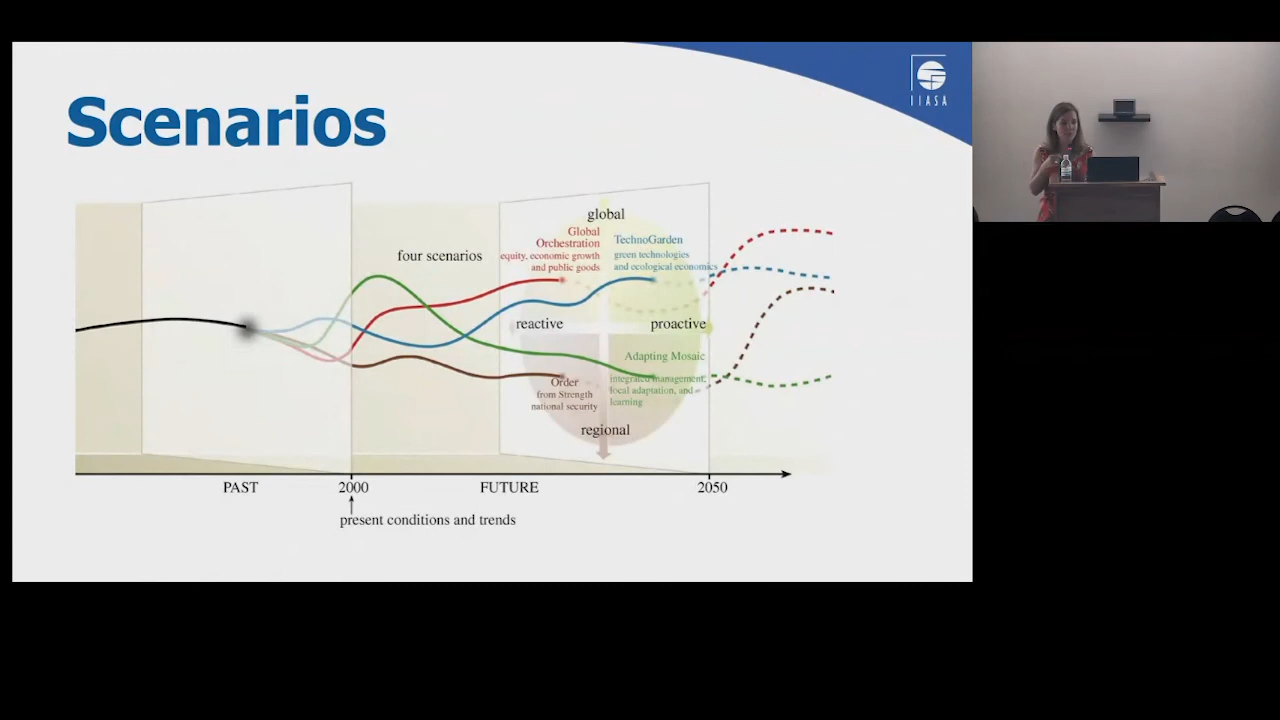 IIASA
Scenarios
global
Global
Orchestration
equity, economic growth
and public goods
TechnoGarden
green technologies
and ecological economics
four scenarios
reactive
proactive
Adapting Mosaic
integrated management,
local adaptation, and
learning
Order
from Strength
national security
regional
PAST
2000
FUTURE
2050
present conditions and trends